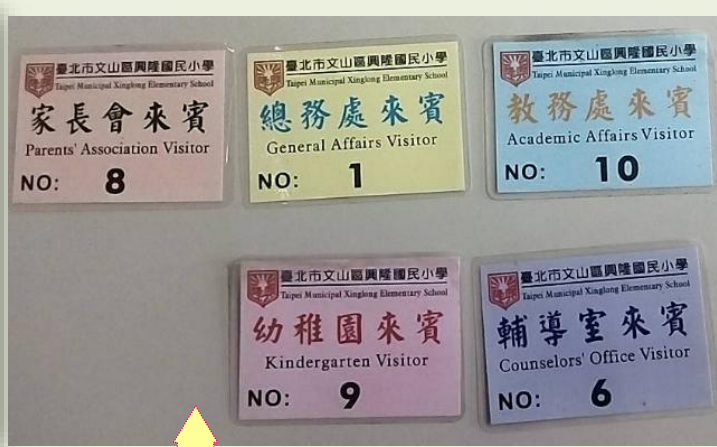 臺北市文山區興隆國民小學
Taipei Municipal Xinglong Elementary School
家長會來賓
Parents' Association Visitor
NO: 8
臺北市文山區興隆國民小學
Taipei Municipal Xinglong Elementary School
總務處來賓
General Affairs Visitor
NO: 1
臺北市文山區興隆國民小學
Taipei Municipal Xinglong Elementary School
教務處來賓
Academic Affairs Visitor
NO: 10
臺北市文山區興隆國民小學
Taipei Municipal Xinglong Elementary School
幼稚園來賓
Kindergarten Visitor
NO: 9
臺北市文山區興隆國民小學
Taipei Municipal Xinglong Elementary School
輔導室來賓
Counselors' Office Visitor
NO: 6